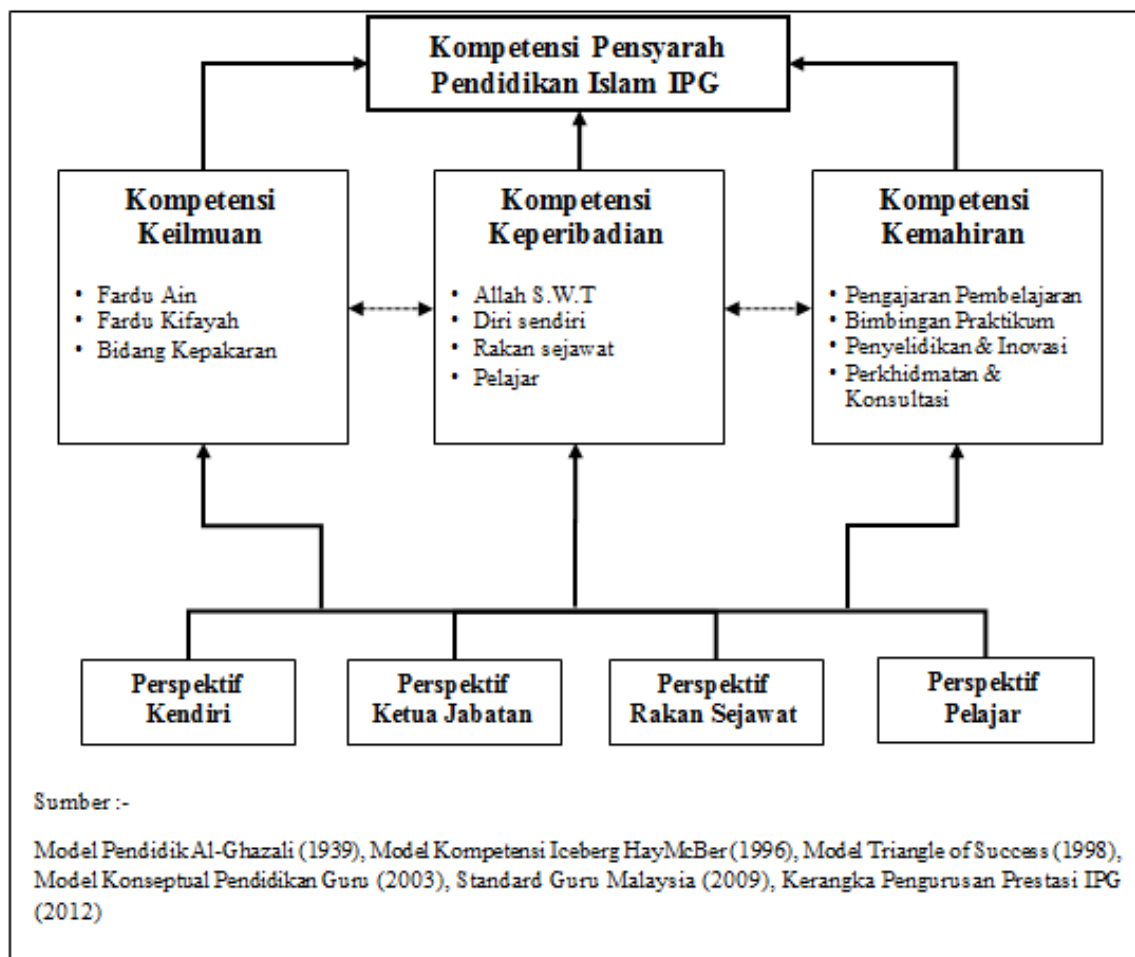 Kompetensi Pensyarah
Pendidikan Islam IPG
Kompetensi
Keilmuan
• Fardu Ain
• Fardu Kifayah
• Bidang Kepakaran
Kompetensi
Keperibadian
• Allah S.W.T
• Diri sendiri
• Rakan sejawat
• Pelajar
Kompetensi
Kemahiran
• Pengajaran Pembelajaran
• Bimbingan Praktikum
• Penyelidikan & Inovasi
• Perkhidmatan &
Konsultasi
Perspektif
Kendiri
Perspektif
Ketua Jabatan
Perspektif
Rakan Sejawat
Perspektif
Pelajar
Sumber :-
Model Pendidik Al-Ghazali (1939), Model Kompetensi Iceberg HayMcBer (1996), Model Triangle of Success (1998),
Model Konseptual Pendidikan Guru (2003), Standard Guru Malaysia (2009), Kerangka Pengurusan Prestasi IPG
(2012)